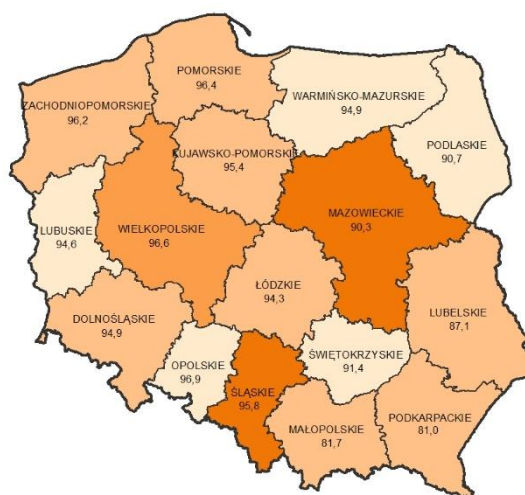 POMORSKIE
96,4
WARMIŃSKO-MAZURSKIE
94,9
ZACHODNIOPOMORSKIE
96,2
PODLASKIE
90,7
KUJAWSKO-POMORSKIE
95,4
MAZOWIECKIE
90,3
LUBUSKIE
94,6
WIELKOPOLSKIE
96,6
ŁÓDZKIE
94,3
LUBELSKIE
87,1
DOLNOŚLĄSKIE
94,9
OPOLSKIE
96,9
ŚWIĘTOKRZYSKIE
91,4
ŚLĄSKIE
95,8
MAŁOPOLSKIE
81,7
PODKARPACKIE
81,0